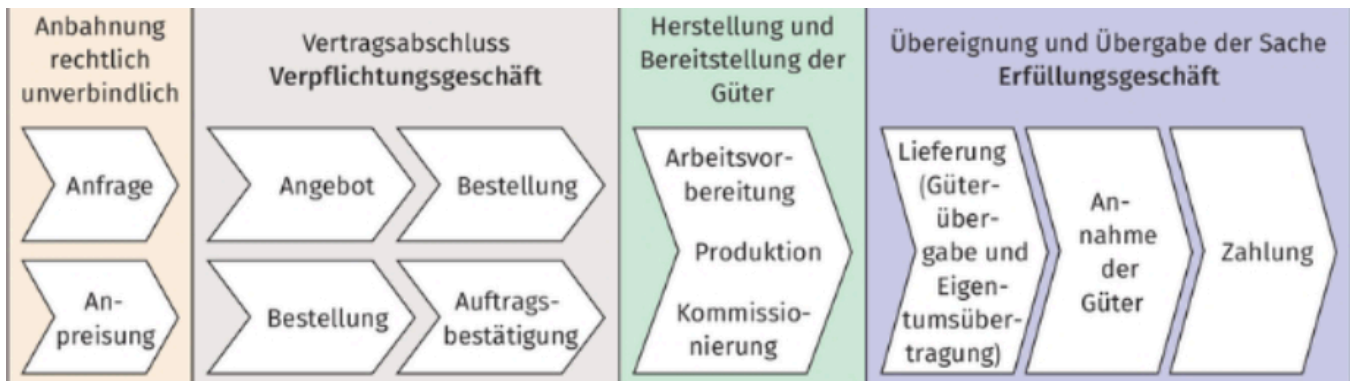 Anbahnung
rechtlich
unverbindlich
Anfrage
An-
preisung
Vertragsabschluss
Verpflichtungsgeschäft
Angebot
Bestellung
Bestellung
Auftrags-
bestätigung
Herstellung und
Bereitstellung der
Güter
Arbeitsvor-
bereitung
Produktion
Kommissio-
nierung
Übereignung und Übergabe der Sache
Erfüllungsgeschäft
Lieferung
(Güter-
über-
gabe und
Eigen-
tumsüber-
tragung)
An-
nahme
der
Güter
Zahlung